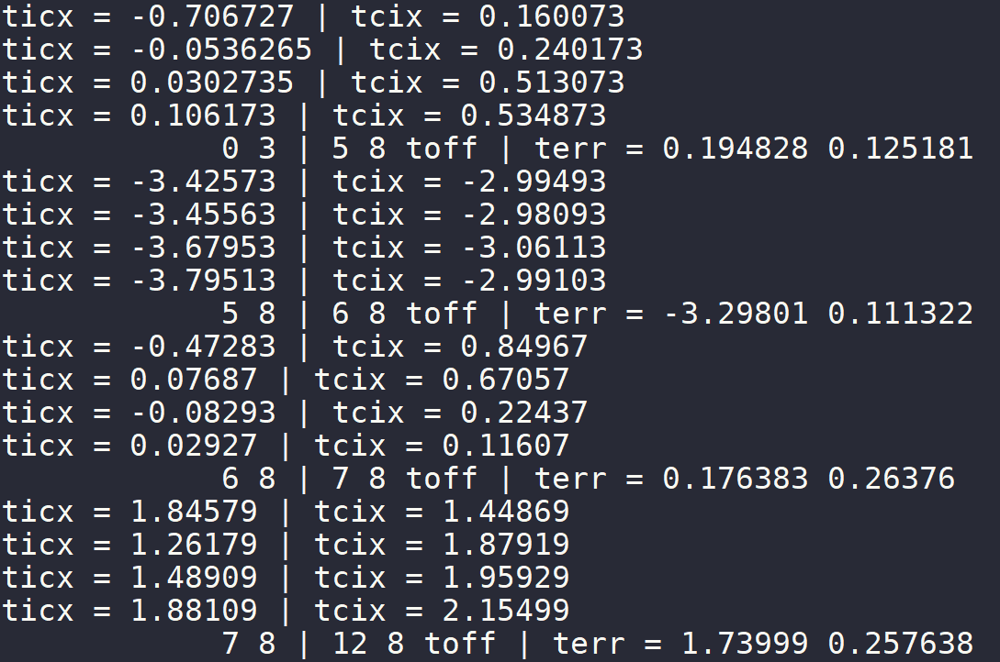 ticx = -0.706727 | tcix = 0.160073
ticx = -0.0536265 | tcix = 0.240173
ticx = 0.0302735 | tcix = 0.513073
ticx = 0.106173 | tcix = 0.534873
            0 3 | 5 8 toff | terr = 0.194828 0.125181
ticx = -3.42573 | tcix = -2.99493
ticx = -3.45563 | tcix = -2.98093
ticx = -3.67953 | tcix = -3.06113
ticx = -3.79513 | tcix = -2.99103
            5 8 | 6 8 toff | terr = -3.29801 0.111322
ticx = -0.47283 | tcix = 0.84967
ticx = 0.07687 | tcix = 0.67057
ticx = -0.08293 | tcix = 0.22437
ticx = 0.02927 | tcix = 0.11607
            6 8 | 7 8 toff | terr = 0.176383 0.26376
ticx = 1.84579 | tcix = 1.44869
ticx = 1.26179 | tcix = 1.87919
ticx = 1.48909 | tcix = 1.95929
ticx = 1.88109 | tcix = 2.15499
            7 8 | 12 8 toff | terr = 1.73999 0.257638